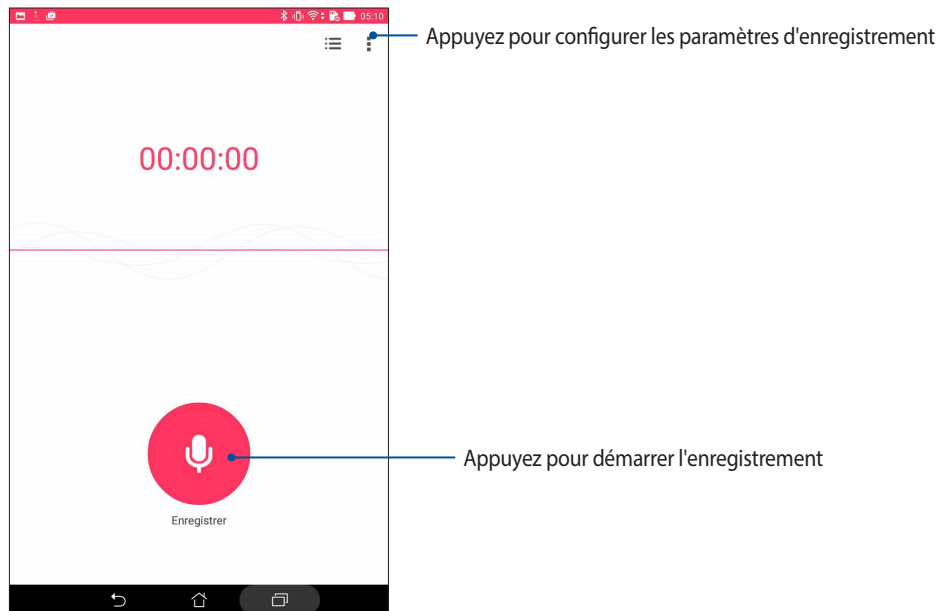 05:10
Appuyez pour configurer les paramètres d'enregistrement
00:00:00
Appuyez pour démarrer l'enregistrement
Enregistrer